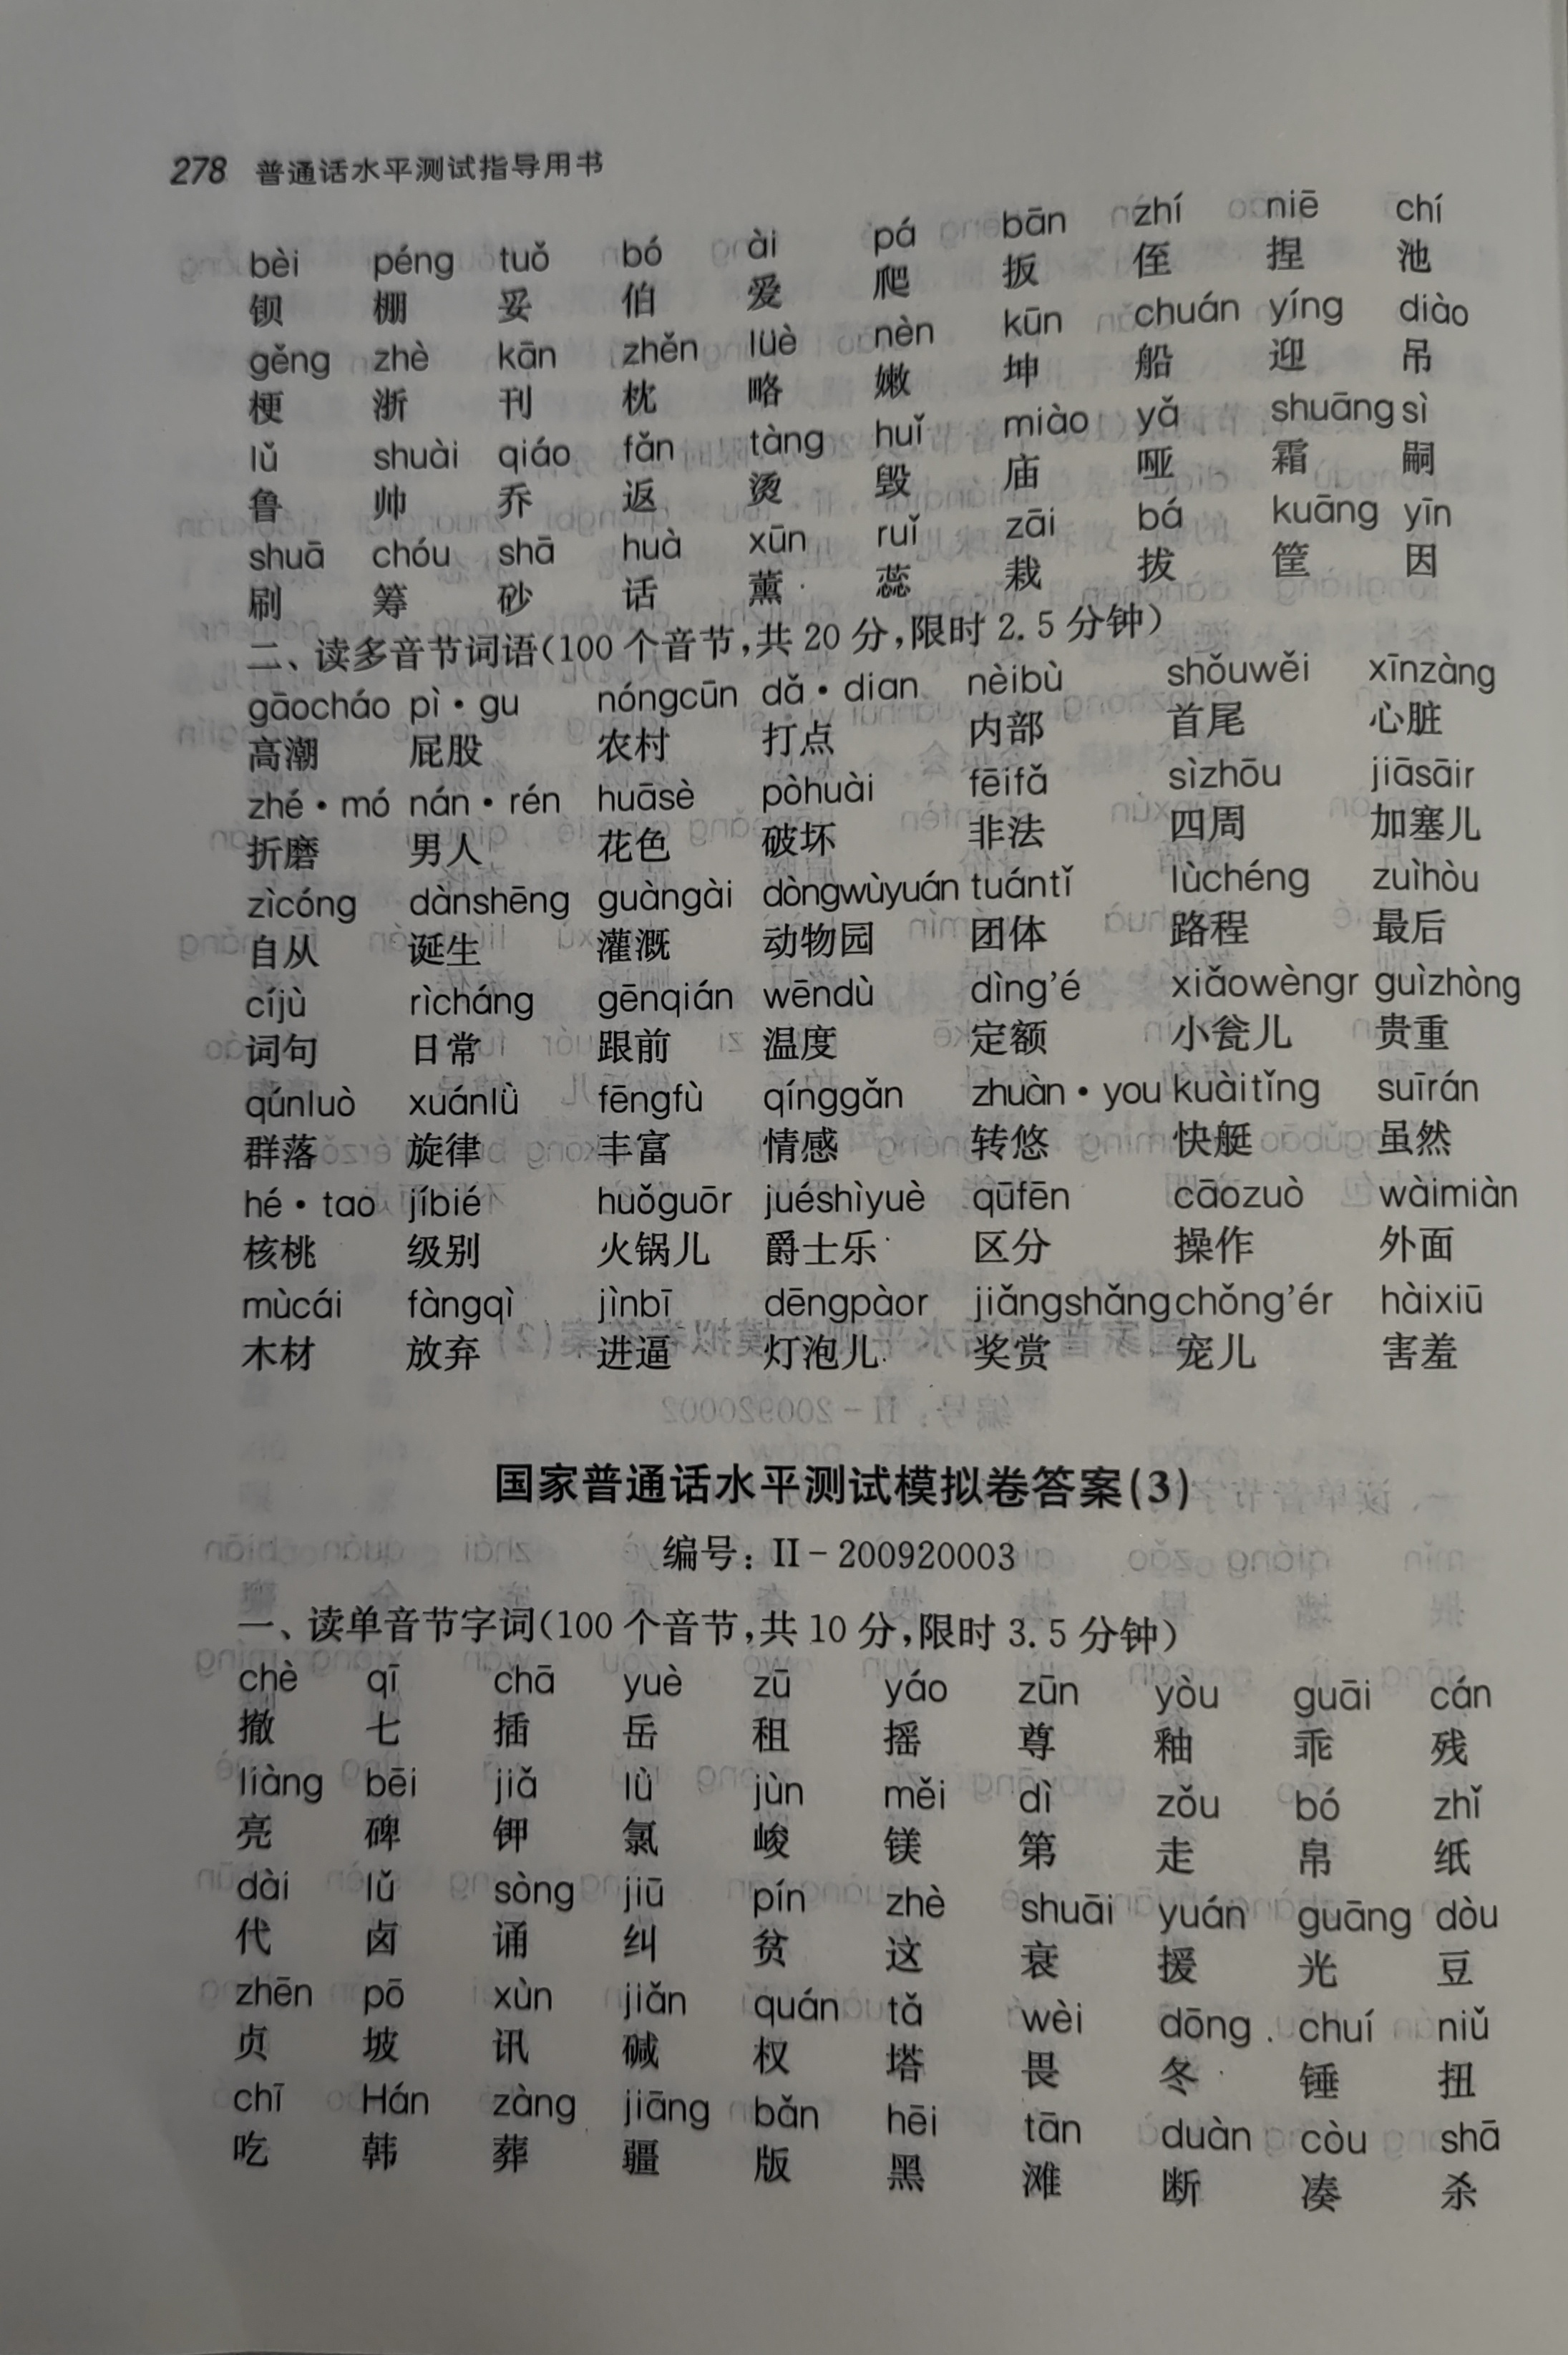 278 普通话水平测试指导用书
bèi péng tuǒ bó ài pá bān zhí niē chí
钡 棚 妥 伯 爱 爬 扳 侄 捏 池
gěng zhè kān zhěn lüè nèn kūn chuán yíng diào
梗 浙 刊 枕 略 嫩 坤 船 迎 吊
lǔ shuài qiáo fǎn tàng huǐ miào yǎ shuāng sì
鲁 帅 乔 返 烫 毁 庙 哑 霜 嗣
shuā chóu shā huà xūn ruǐ zāi bá kuāng yīn
刷 筹 砂 话 薰 蕊 栽 拔 筐 因
二、读多音节词语(100个音节,共20分,限时2.5分钟)
gāocháo pì·gu nóngcūn dǎ·dian nèibù shǒuwěi xīnzàng
高潮 屁股 农村 打点 内部 首尾 心脏
zhé·mó nán·rén huāsè pòhuài fēifǎ sìzhōu jiāsāir
折磨 男人 花色 破坏 非法 四周 加塞儿
zìcóng dànshēng guàngài dòngwùyuán tuántǐ lùchéng zuìhòu
自从 诞生 灌溉 动物园 团体 路程 最后
cíjù rìcháng gēnqián wēndù dìng'é xiǎowèngr guìzhòng
词句 日常 跟前 温度 定额 小瓮儿 贵重
qúnluò xuánlǜ fēngfù qínggǎn zhuàn·you kuàitǐng suīrán
群落 旋律 丰富 情感 转悠 快艇 虽然
hé·tao jíbié huǒguōr juéshìyuè qūfēn cāozuò wàimiàn
核桃 级别 火锅儿 爵士乐 区分 操作 外面
mùcái fàngqì jìnbī dēngpàor jiǎngshǎng chǒng'ér hàixiū
木材 放弃 进逼 灯泡儿 奖赏 宠儿 害羞
国家普通话水平测试模拟卷答案(3)
编号：II-200920003
一、读单音节字词(100个音节,共10分,限时3.5分钟)
chè qī chā yuè zū yáo zūn yòu guāi cán
撤 七 插 岳 租 摇 尊 釉 乖 残
liàng bēi jiǎ lǜ jùn měi dì zǒu bó zhǐ
亮 碑 钾 氯 峻 镁 第 走 帛 纸
dài lǔ sòng jiū pín zhè shuāi yuán guāng dòu
代 卤 诵 纠 贫 这 衰 援 光 豆
zhēn pō xùn jiǎn quán tǎ wèi dōng chuí niǔ
贞 坡 讯 碱 权 塔 畏 冬 锤 扭
chī Hán zàng jiāng bǎn hēi tān duàn còu shā
吃 韩 葬 疆 版 黑 滩 断 凑 杀